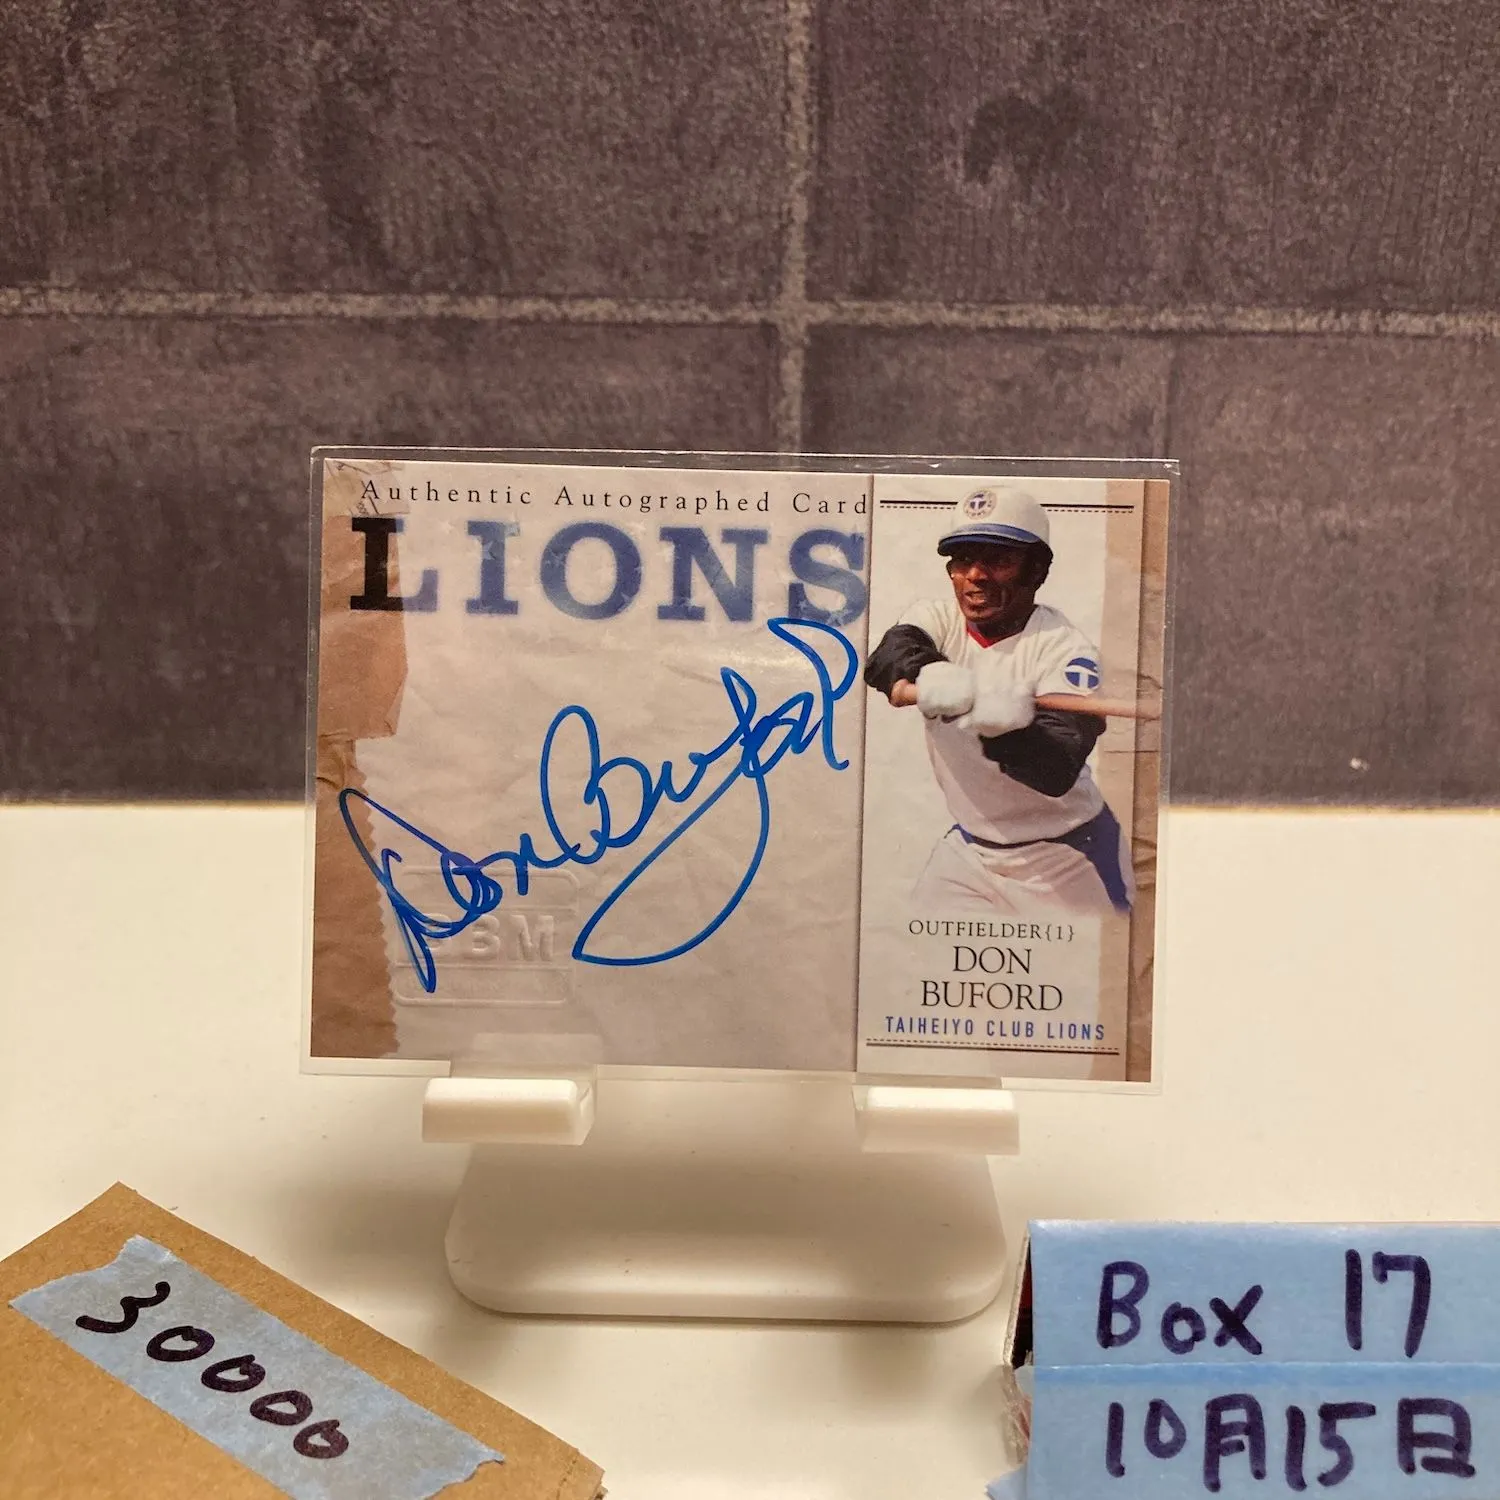 Authentic Autographed Card
LIONS
Don Buford
BBM
T
T
OUTFIELDER{1}
DON
BUFORD
TAIHEIYO CLUB LIONS
30000
Box 17
10月15日